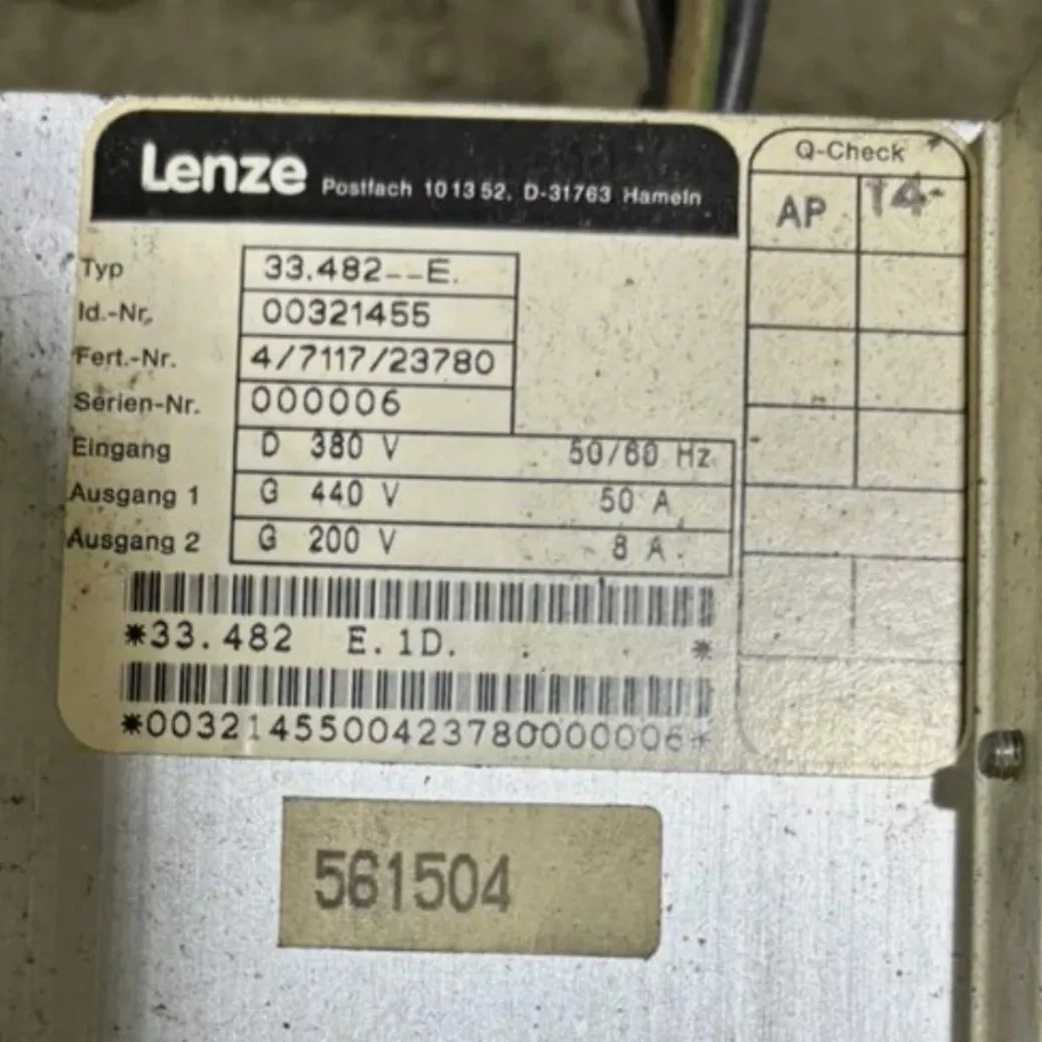 Lenze Postfach 10 13 52, D-31763 Hameln
Q-Check
AP T4-
Typ 33.482--E.
Id.-Nr. 00321455
Fert.-Nr. 4/7117/23780
Serien-Nr. 000006
Eingang D 380 V 50/60 Hz
Ausgang 1 G 440 V 50 A
Ausgang 2 G 200 V 8 A
*33.482 E.1D. *
*0032145500423780000006*
561504